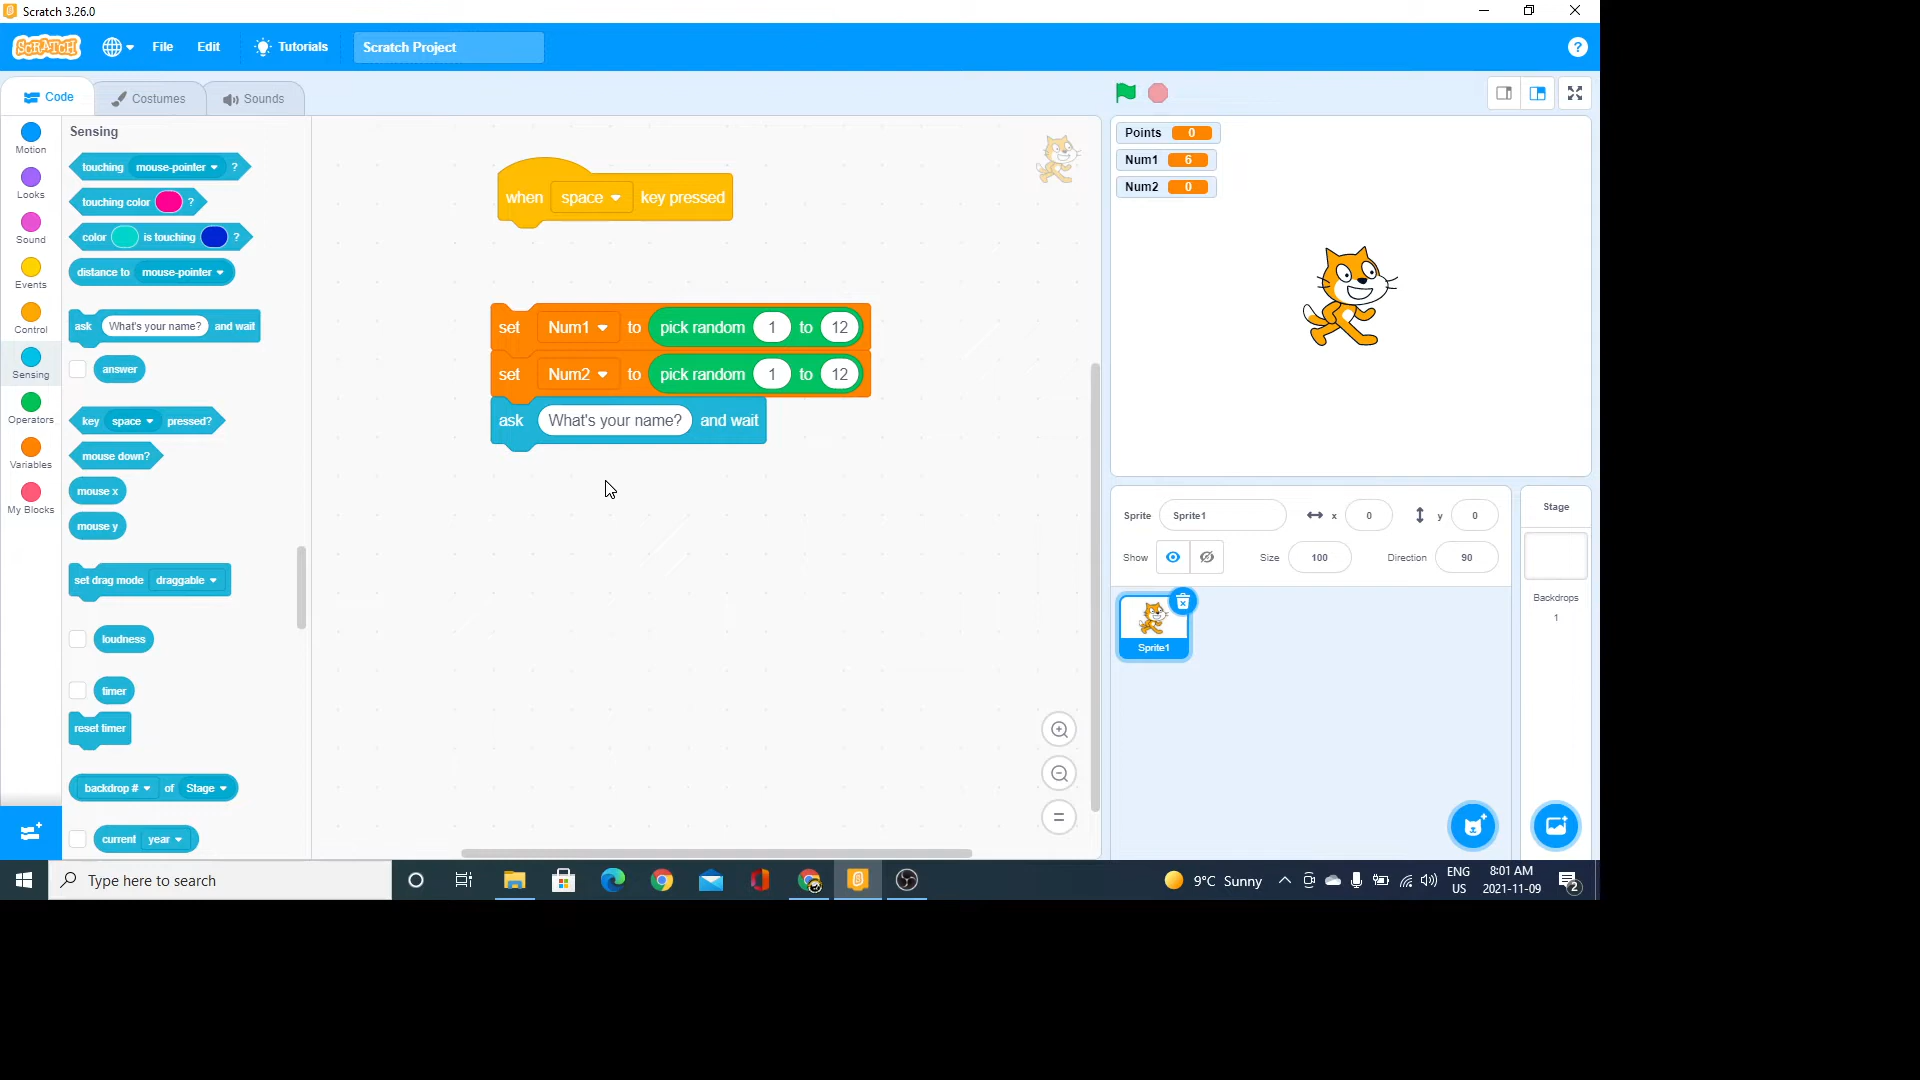 Scratch 3.26.0
SCRATCH File Edit Tutorials Scratch Project ?
Code Costumes Sounds
Motion
Looks
Sound
Events
Control
Sensing
Operators
Variables
My Blocks
Sensing
touching mouse-pointer ?
touching color ?
color is touching ?
distance to mouse-pointer
ask What's your name? and wait
answer
key space pressed?
mouse down?
mouse x
mouse y
set drag mode draggable
loudness
timer
reset timer
backdrop # of Stage
current year
when space key pressed
set Num1 to pick random 1 to 12
set Num2 to pick random 1 to 12
ask What's your name? and wait
Points 0
Num1 6
Num2 0
Sprite Sprite1 x 0 y 0
Show Size 100 Direction 90
Sprite1
Stage
Backdrops
1
Type here to search
9°C Sunny
ENG
US
8:01 AM
2021-11-09
2